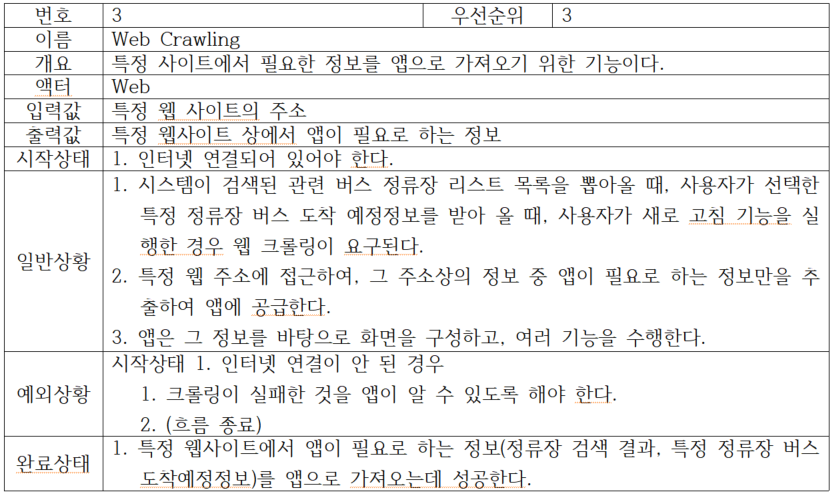 번호 3 우선순위 3
이름 Web Crawling
개요 특정 사이트에서 필요한 정보를 앱으로 가져오기 위한 기능이다.
액터 Web
입력값 특정 웹 사이트의 주소
출력값 특정 웹사이트 상에서 앱이 필요로 하는 정보
시작상태 1. 인터넷 연결되어 있어야 한다.
일반상황
1. 시스템이 검색된 관련 버스 정류장 리스트 목록을 뽑아올 때, 사용자가 선택한
특정 정류장 버스 도착 예정정보를 받아 올 때, 사용자가 새로 고침 기능을 실
행한 경우 웹 크롤링이 요구된다.
2. 특정 웹 주소에 접근하여, 그 주소상의 정보 중 앱이 필요로 하는 정보만을 추
출하여 앱에 공급한다.
3. 앱은 그 정보를 바탕으로 화면을 구성하고, 여러 기능을 수행한다.
예외상황
시작상태 1. 인터넷 연결이 안 된 경우
1. 크롤링이 실패한 것을 앱이 알 수 있도록 해야 한다.
2. (흐름 종료)
완료상태
1. 특정 웹사이트에서 앱이 필요로 하는 정보(정류장 검색 결과, 특정 정류장 버스
도착예정정보)를 앱으로 가져오는데 성공한다.